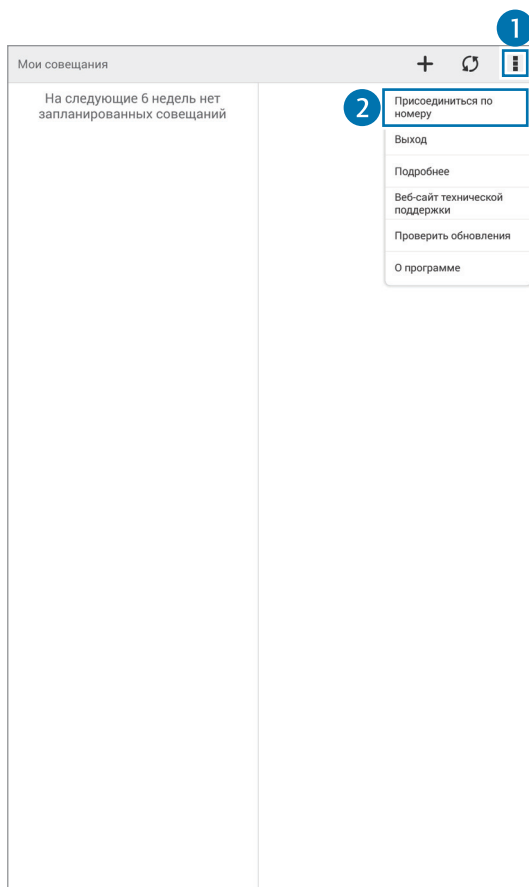 1
Мои совещания
На следующие 6 недель нет
запланированных совещаний
2
Присоединиться по
номеру
Выход
Подробнее
Веб-сайт технической
поддержки
Проверить обновления
О программе